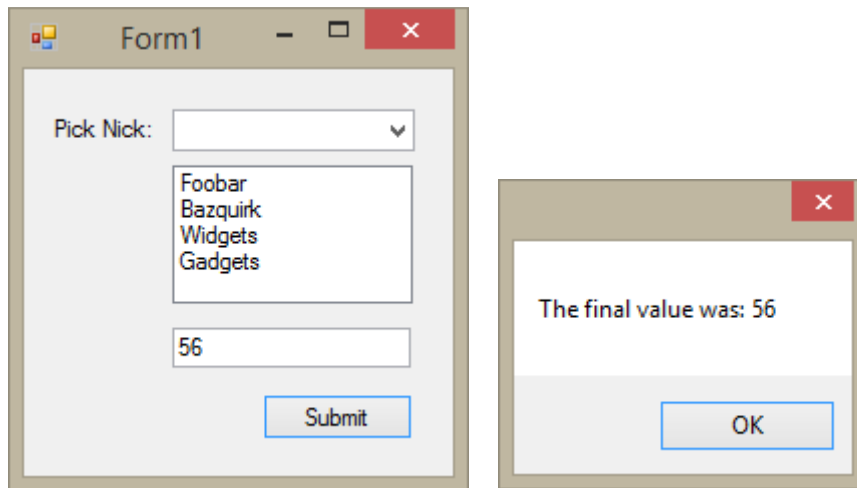 Form1
Pick Nick:
Foobar
Bazquirk
Widgets
Gadgets
56
Submit
The final value was: 56
OK